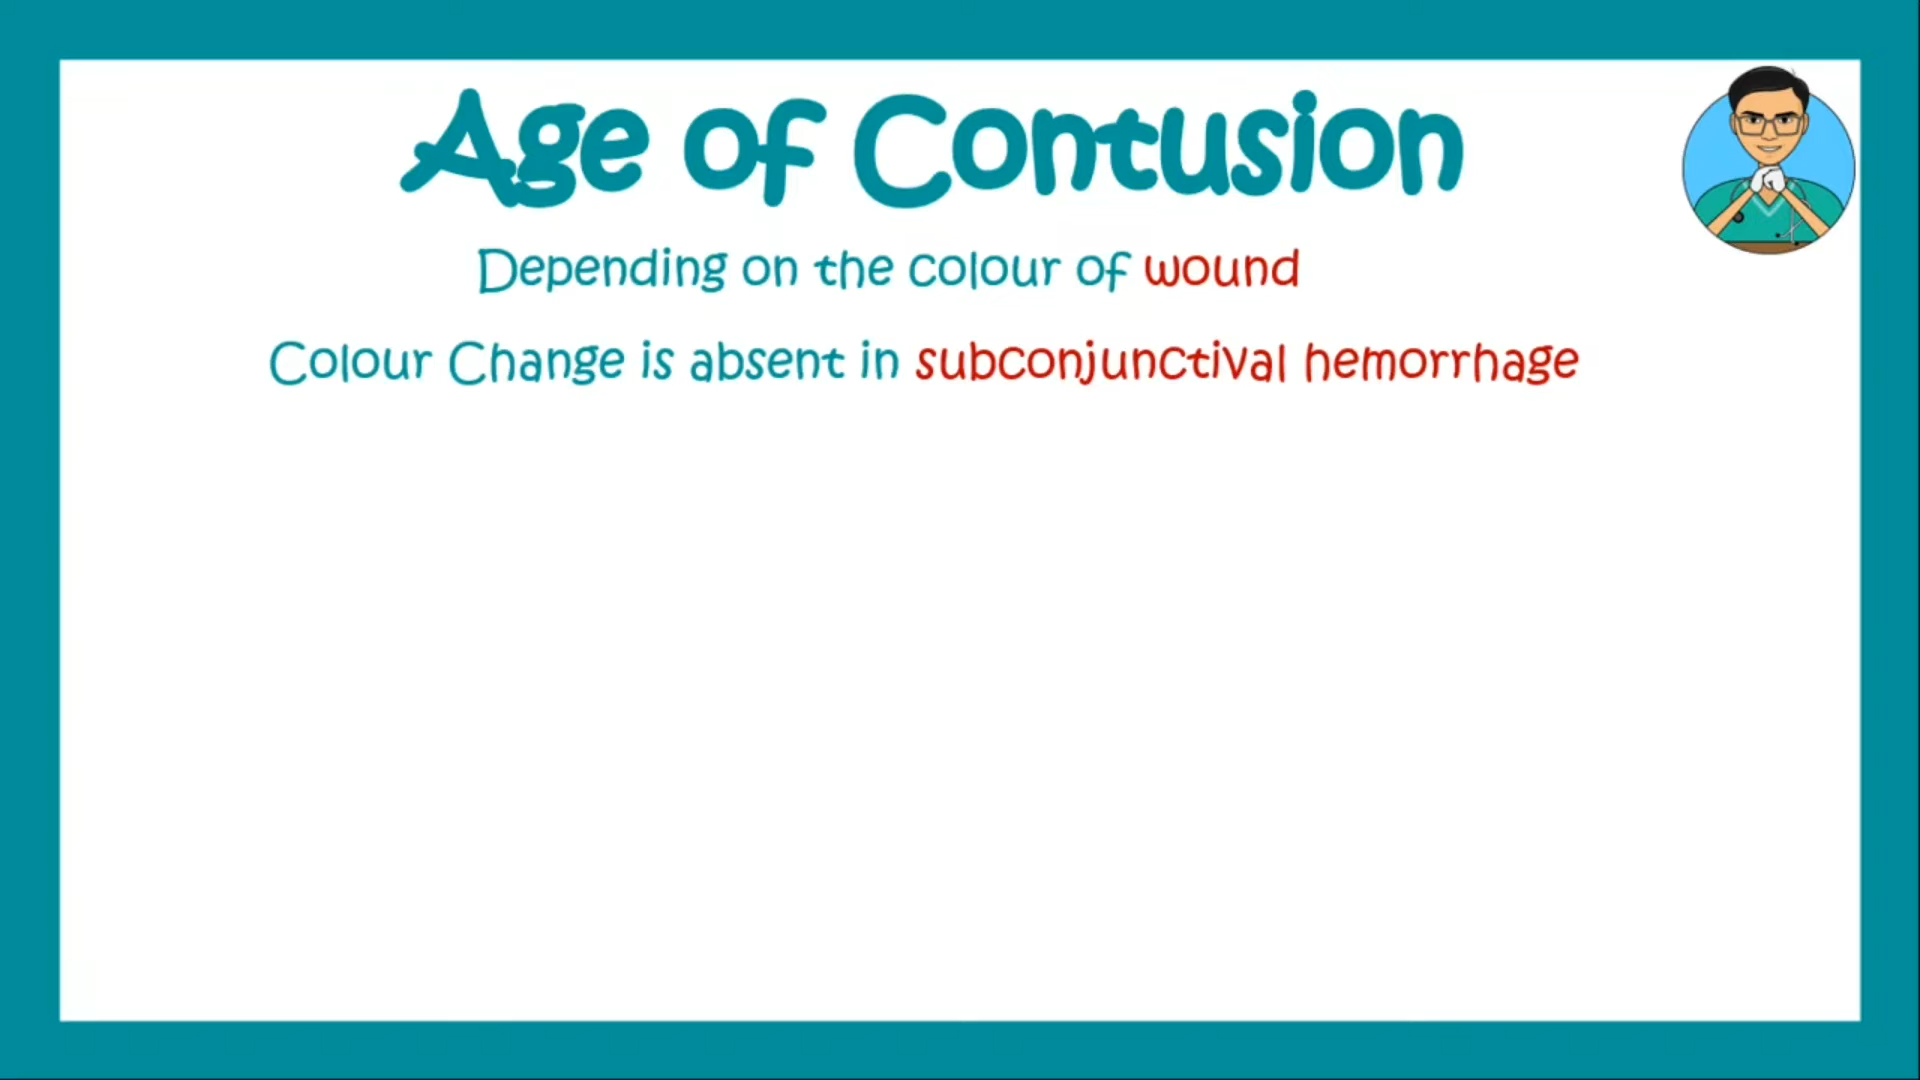 Age of Contusion
Depending on the colour of wound
Colour Change is absent in subconjunctival hemorrhage